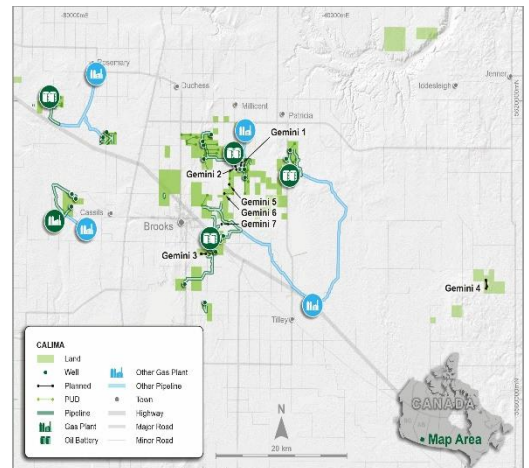 -80000mE
-40000mE
Rosemary
Jenner
Iddesleigh
Duchess
Millicent
Patricia
Gemini 1
Gemini 2
Gemini 5
Gemini 6
Gemini 7
Cassils
Brooks
Gemini 3
Gemini 4
Tilley
CALIMA
Land
Well
Planned
PUD
Pipeline
Gas Plant
Oil Battery
Other Gas Plant
Other Pipeline
Town
Highway
Major Road
Minor Road
N
20 km
CANADA
Map Area